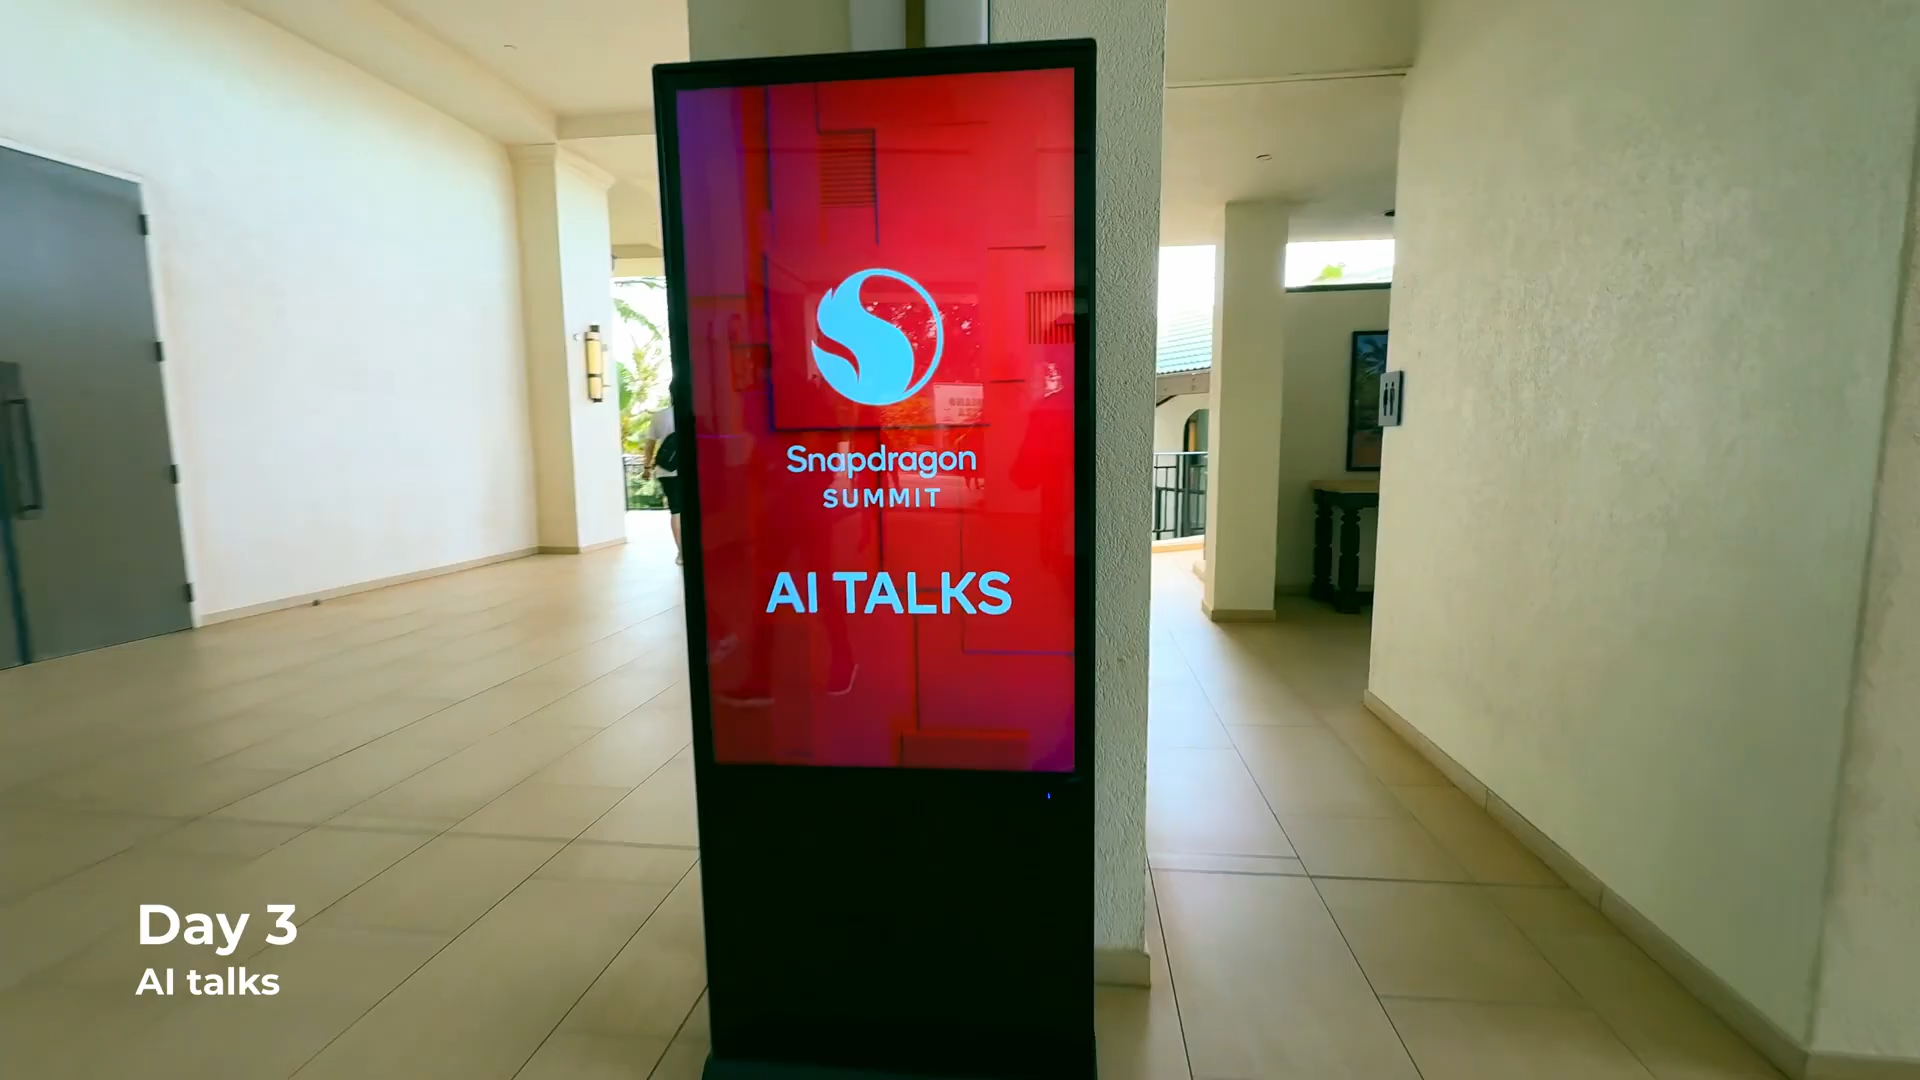 Snapdragon
SUMMIT
AI TALKS
Day 3
AI talks